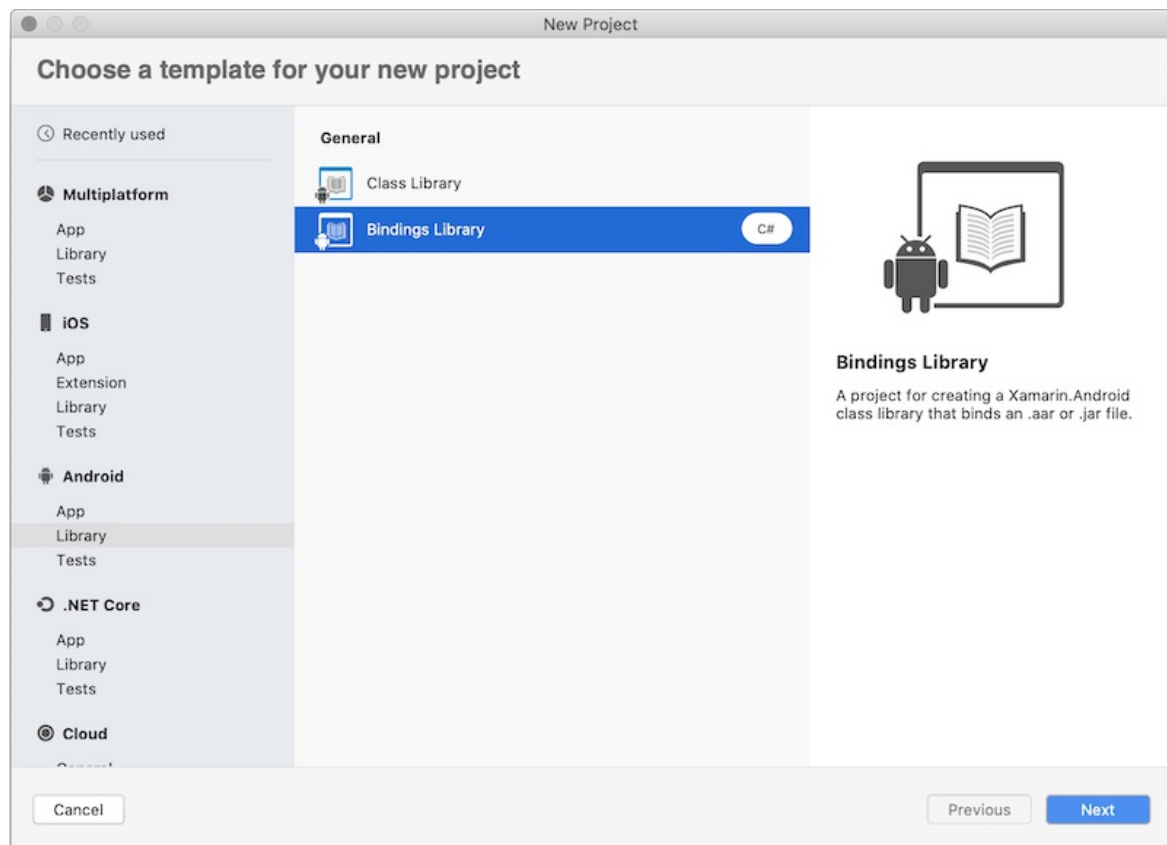 New Project
Choose a template for your new project
Recently used
Multiplatform
App
Library
Tests
iOS
App
Extension
Library
Tests
Android
App
Library
Tests
.NET Core
App
Library
Tests
Cloud
General
General
Class Library
Bindings Library
C#
Bindings Library
A project for creating a Xamarin.Android
class library that binds an .aar or .jar file.
Cancel
Previous
Next